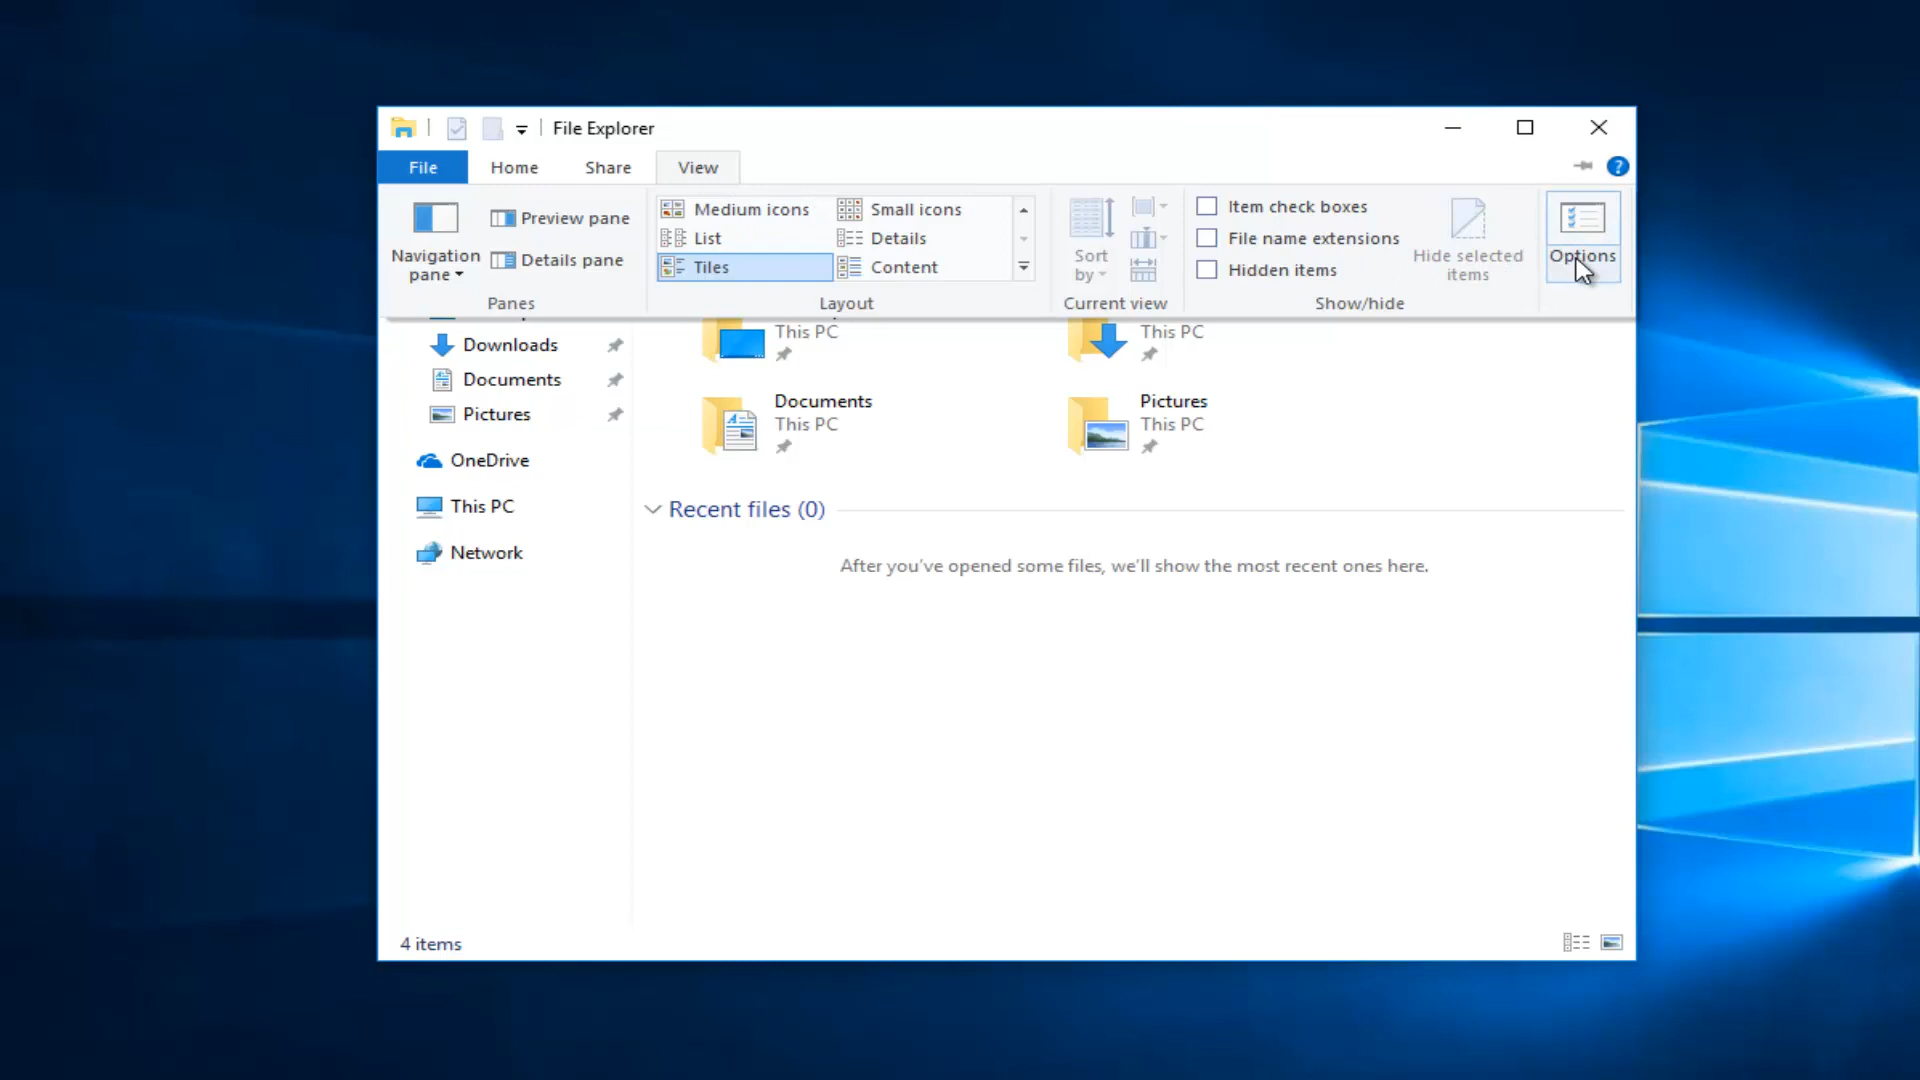 File Explorer
File
Home
Share
View
?
Navigation
pane
Preview pane
Details pane
Panes
Medium icons
Small icons
List
Details
Tiles
Content
Layout
Sort
by
Current view
Item check boxes
File name extensions
Hidden items
Hide selected
items
Show/hide
Options
Downloads
Documents
Pictures
OneDrive
This PC
Network
This PC
This PC
Documents
This PC
Pictures
This PC
Recent files (0)
After you've opened some files, we'll show the most recent ones here.
4 items